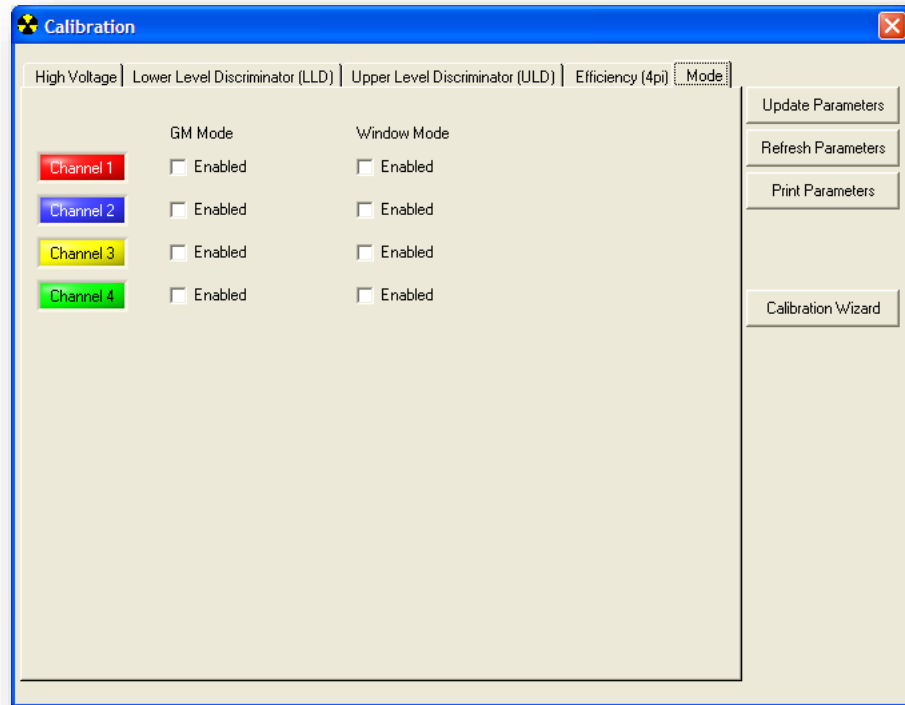 Calibration
High Voltage Lower Level Discriminator (LLD) Upper Level Discriminator (ULD) Efficiency (4pi) Mode
Update Parameters
Refresh Parameters
Print Parameters
Calibration Wizard
GM Mode Window Mode
Channel 1 Enabled Enabled
Channel 2 Enabled Enabled
Channel 3 Enabled Enabled
Channel 4 Enabled Enabled